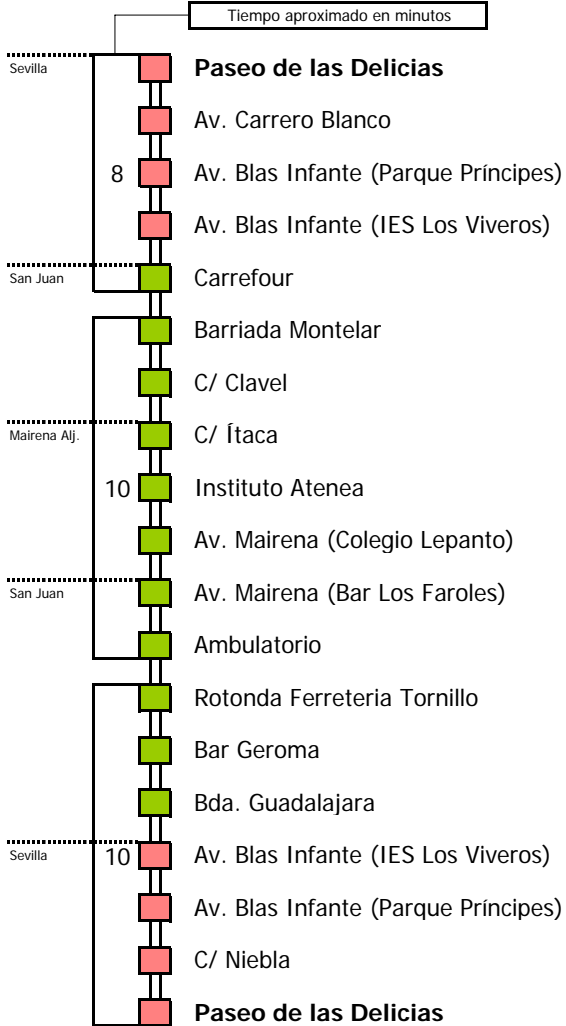 Tiempo aproximado en minutos
Sevilla
Paseo de las Delicias
Av. Carrero Blanco
8
Av. Blas Infante (Parque Príncipes)
Av. Blas Infante (IES Los Viveros)
San Juan
Carrefour
Barriada Montelar
C/ Clavel
Mairena Alj.
C/ Ítaca
10
Instituto Atenea
Av. Mairena (Colegio Lepanto)
San Juan
Av. Mairena (Bar Los Faroles)
Ambulatorio
Rotonda Ferreteria Tornillo
Bar Geroma
Bda. Guadalajara
Sevilla
10
Av. Blas Infante (IES Los Viveros)
Av. Blas Infante (Parque Príncipes)
C/ Niebla
Paseo de las Delicias